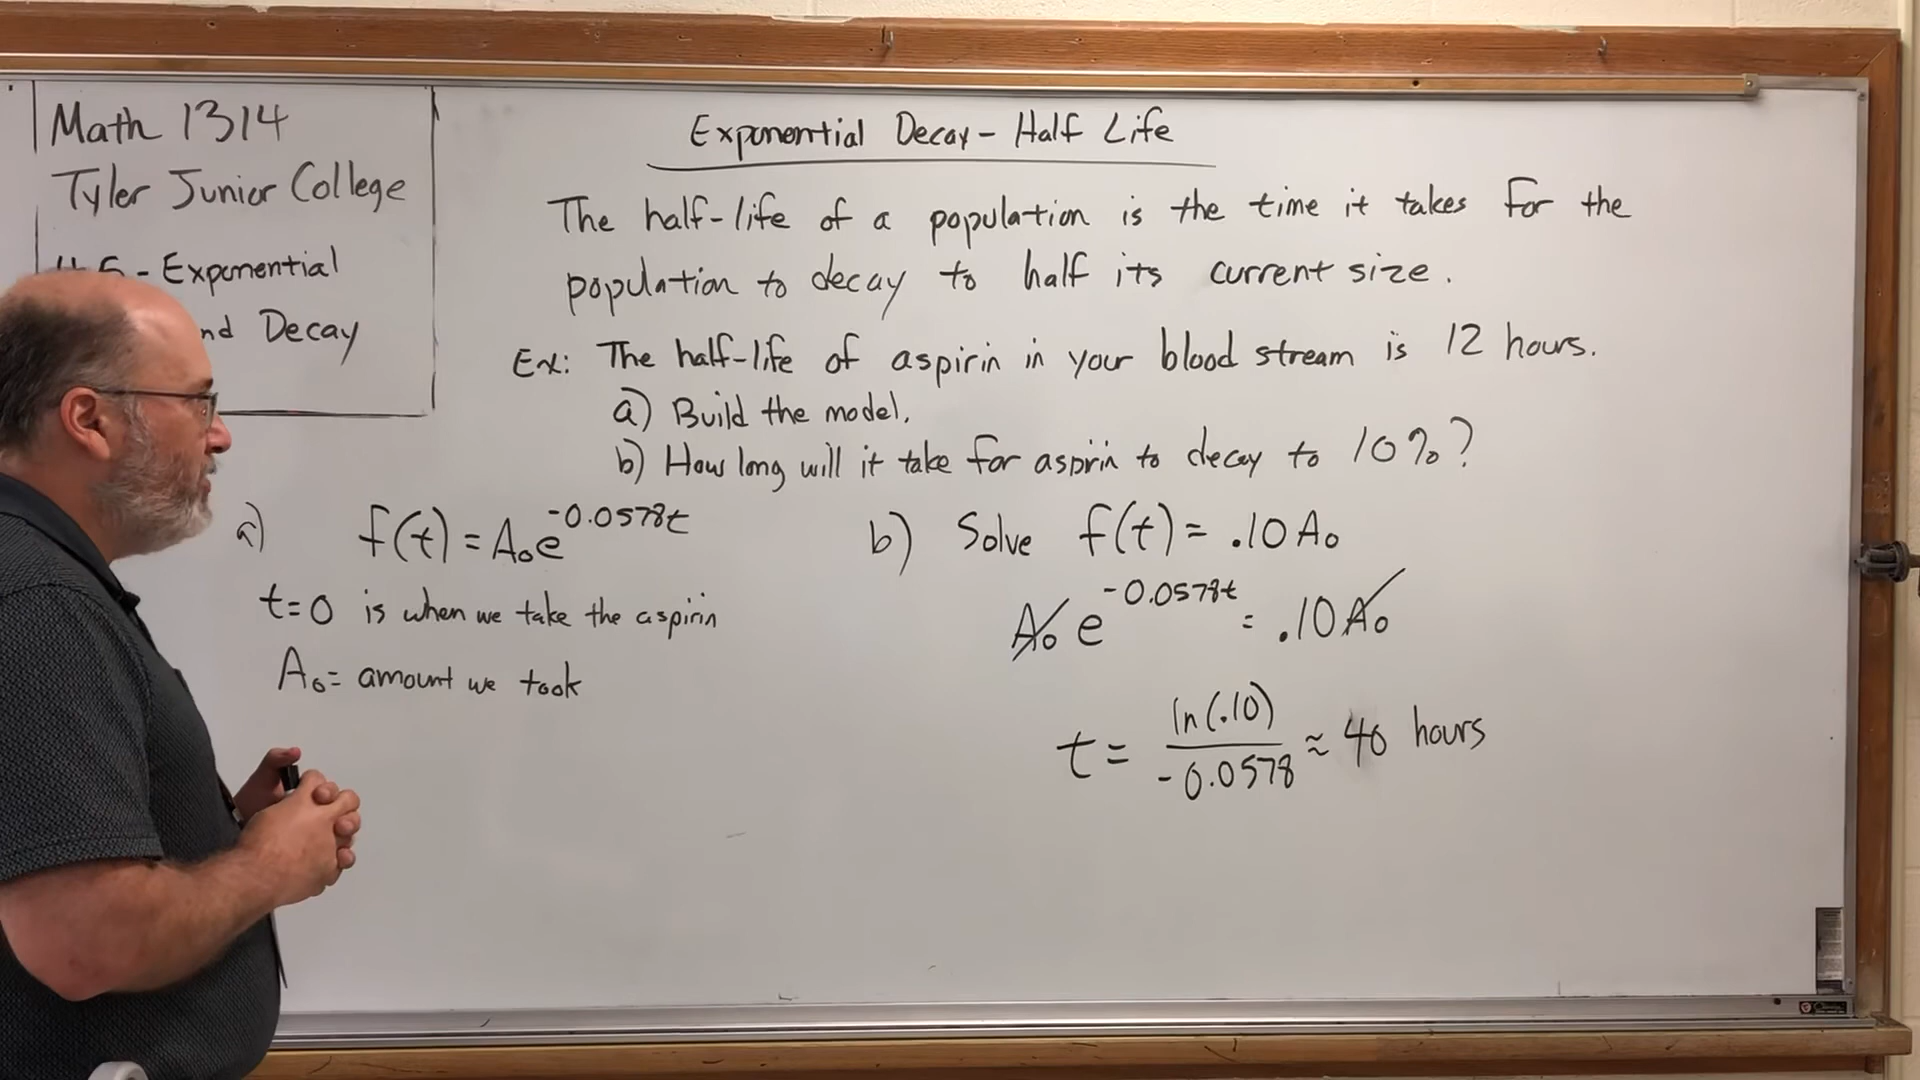 Math 1314
Tyler Junior College
- Exponential
nd Decay
Exponential Decay - Half Life
The half-life of a population is the time it takes for the
population to decay to half its current size.
Ex: The half-life of aspirin in your blood stream is 12 hours.
a) Build the model.
b) How long will it take for aspirin to decay to 10%?
a) f(t) = A₀e^-0.0578t
t=0 is when we take the aspirin
A₀= amount we took
b) Solve f(t) = .10 A₀
A₀ e^-0.0578t = .10 A₀
t = ln(.10) / -0.0578 ≈ 40 hours